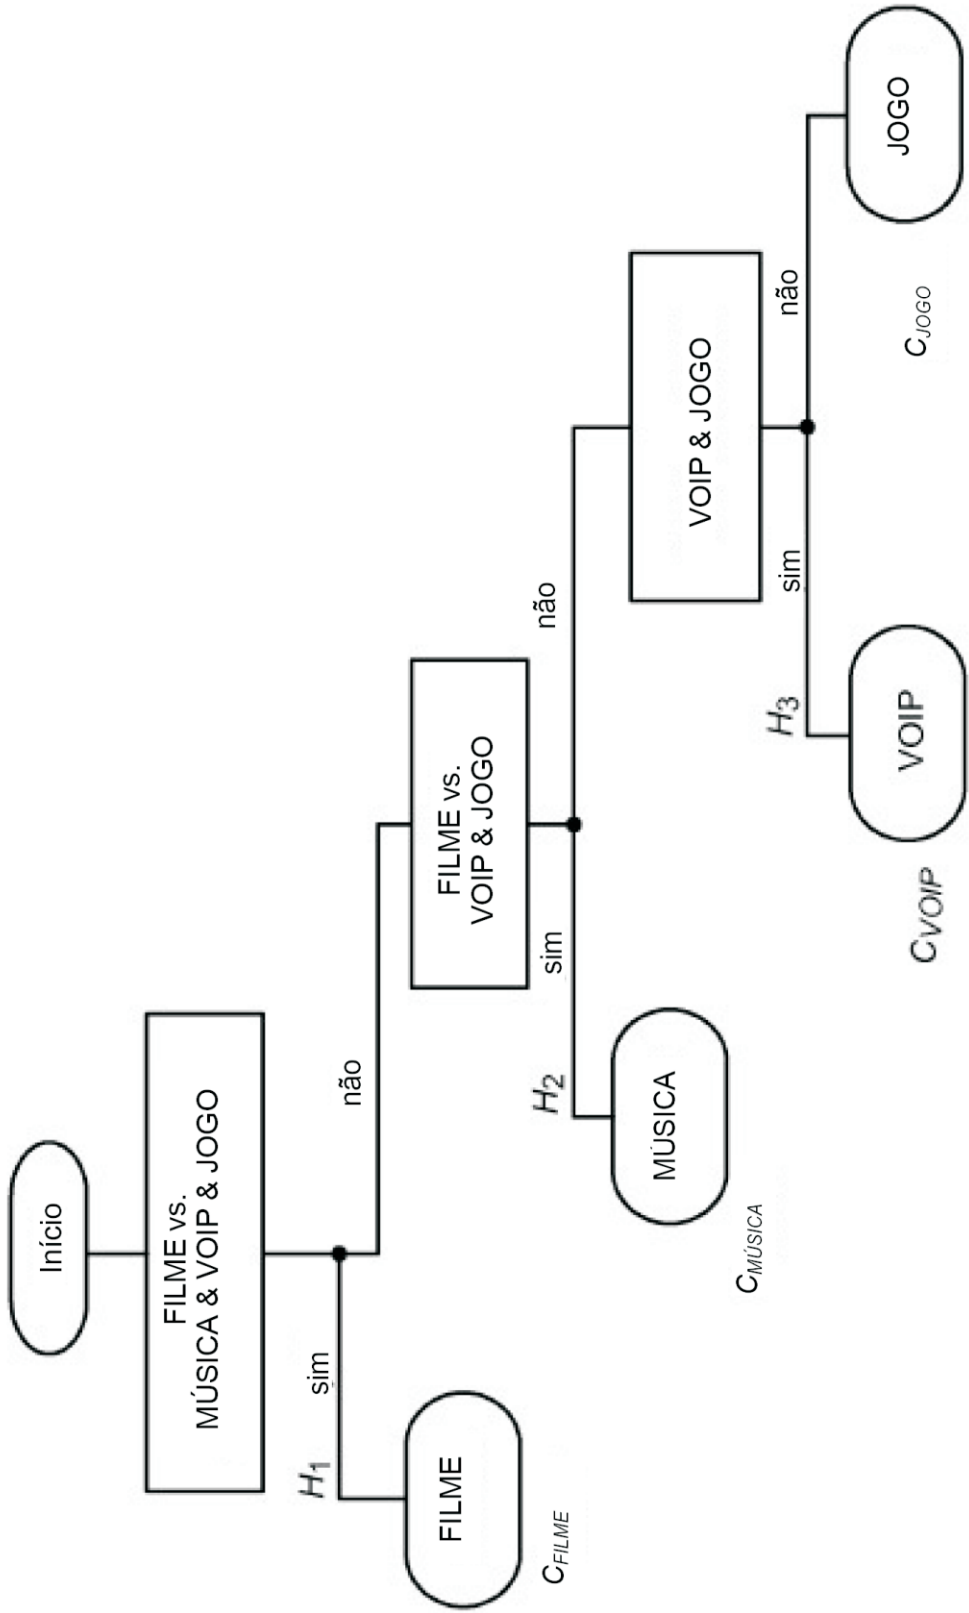 Início
FILME vs.
MÚSICA & VOIP & JOGO
H1
sim
não
FILME
CFILME
FILME vs.
VOIP & JOGO
H2
sim
não
MÚSICA
CMÚSICA
VOIP & JOGO
H3
sim
não
VOIP
CVOIP
JOGO
CJOGO